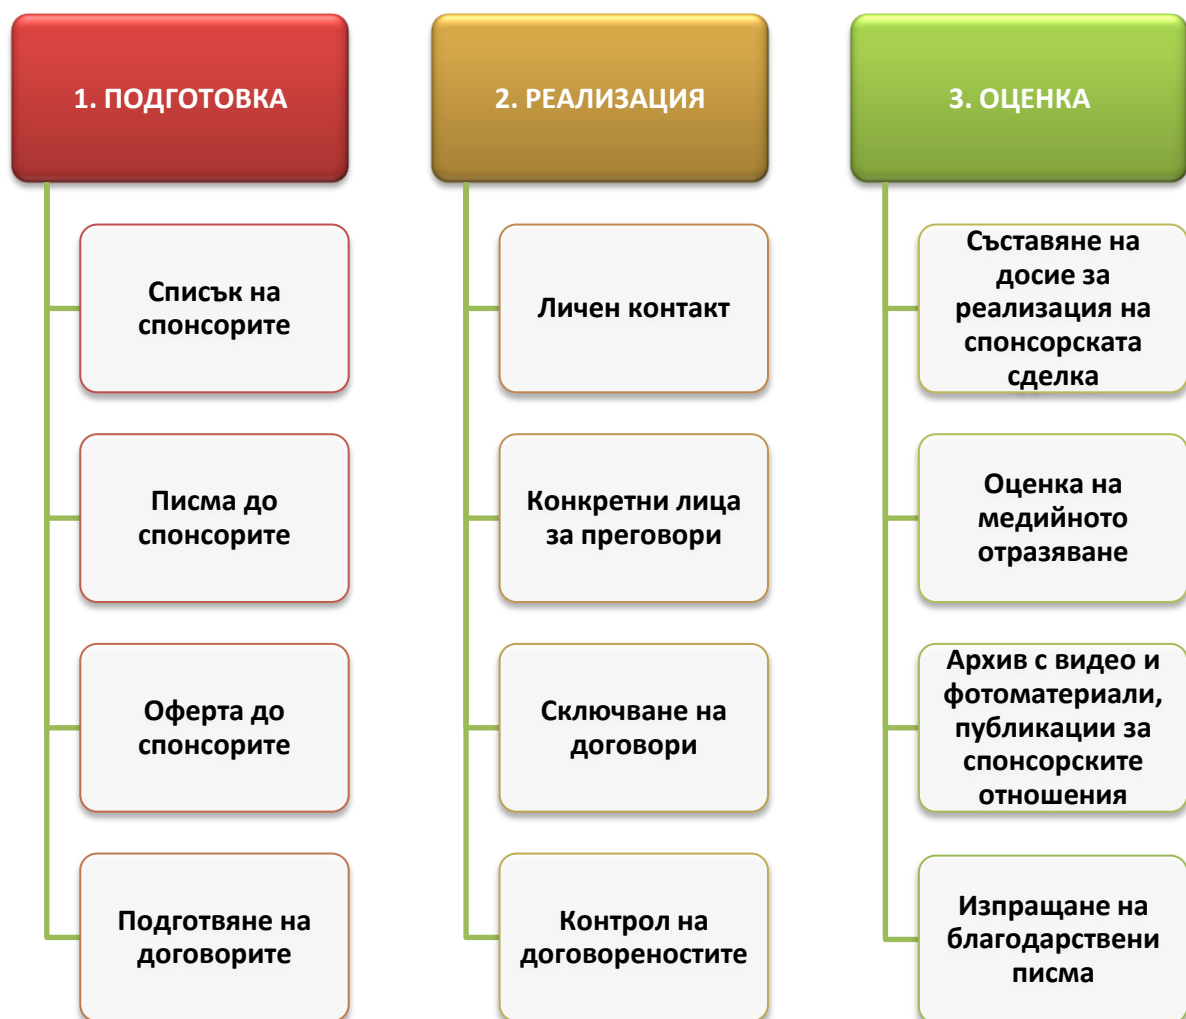 1. ПОДГОТОВКА
Списък на
спонсорите
Писма до
спонсорите
Оферта до
спонсорите
Подготвяне на
договорите
2. РЕАЛИЗАЦИЯ
Личен контакт
Конкретни лица
за преговори
Сключване на
договори
Контрол на
договореностите
3. ОЦЕНКА
Съставяне на
досие за
реализация на
спонсорската
сделка
Оценка на
медийното
отразяване
Архив с видео и
фотоматериали,
публикации за
спонсорските
отношения
Изпращане на
благодарствени
писма